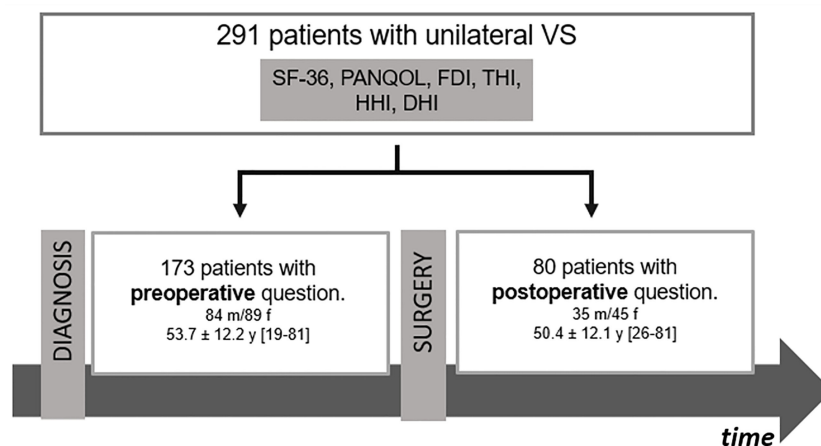 291 patients with unilateral VS
SF-36, PANQOL, FDI, THI,
HHI, DHI
DIAGNOSIS
173 patients with
preoperative question.
84 m/89 f
53.7 ± 12.2 y [19-81]
SURGERY
80 patients with
postoperative question.
35 m/45 f
50.4 ± 12.1 y [26-81]
time